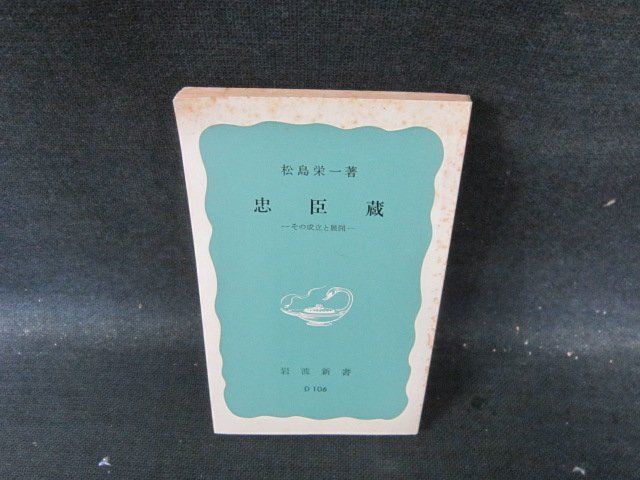 松島栄一著
忠臣蔵
―その成立と展開―
岩波新書
D 106